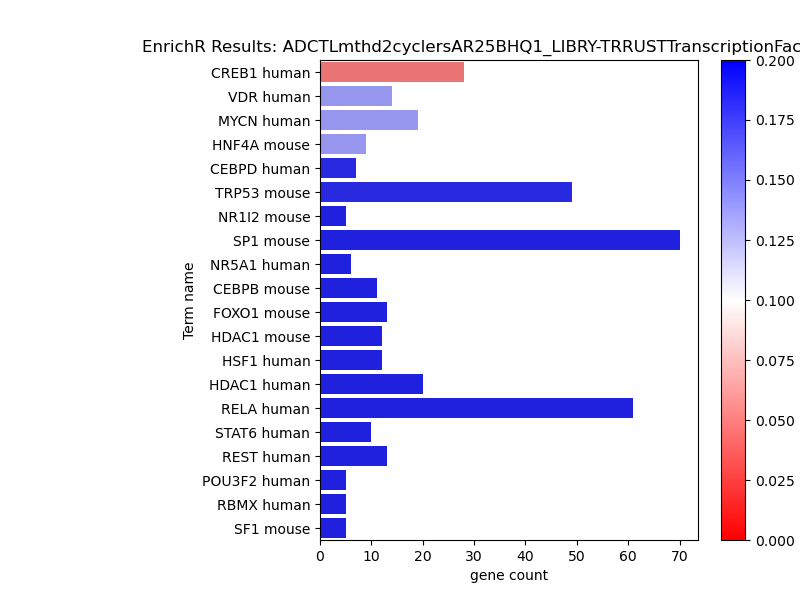 EnrichR Results: ADCTLmthd2cyclersAR25BHQ1_LIBRY-TRRUSTTranscriptionFac
CREB1 human
VDR human
MYCN human
HNF4A mouse
CEBPD human
TRP53 mouse
NR1I2 mouse
SP1 mouse
NR5A1 human
CEBPB mouse
FOXO1 mouse
HDAC1 mouse
HSF1 human
HDAC1 human
RELA human
STAT6 human
REST human
POU3F2 human
RBMX human
SF1 mouse
Term name
0 10 20 30 40 50 60 70
gene count
0.200
0.175
0.150
0.125
0.100
0.075
0.050
0.025
0.000